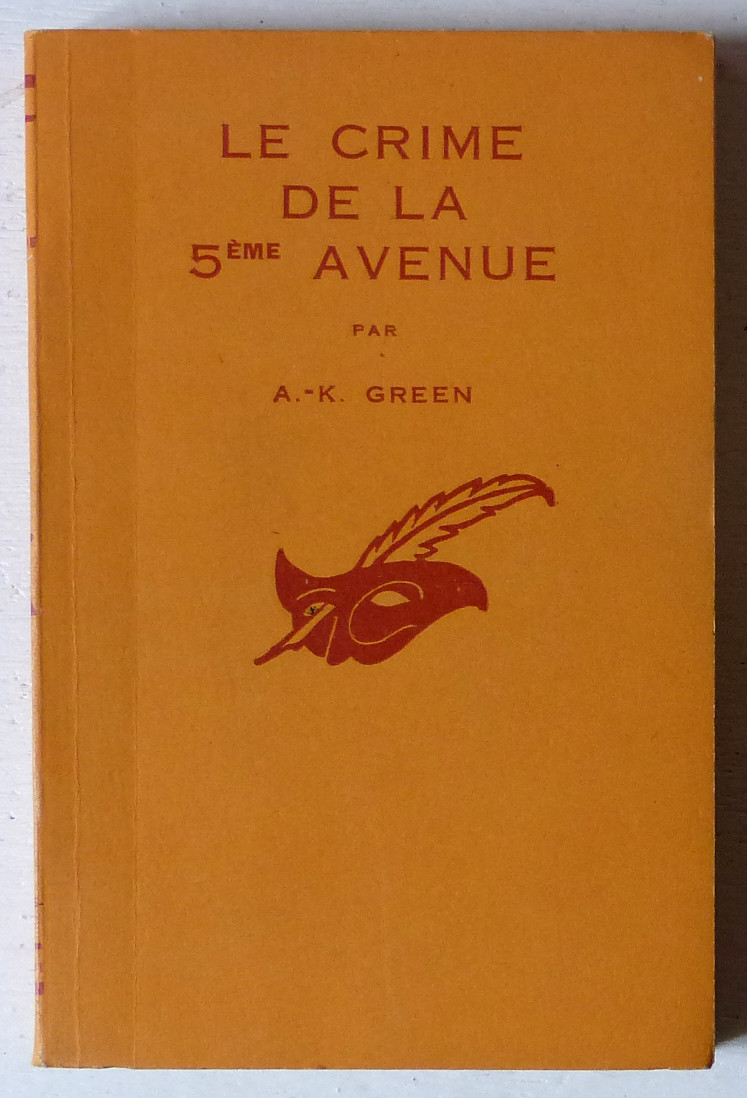 LE CRIME
DE LA
5ÈME AVENUE
PAR
A.-K. GREEN